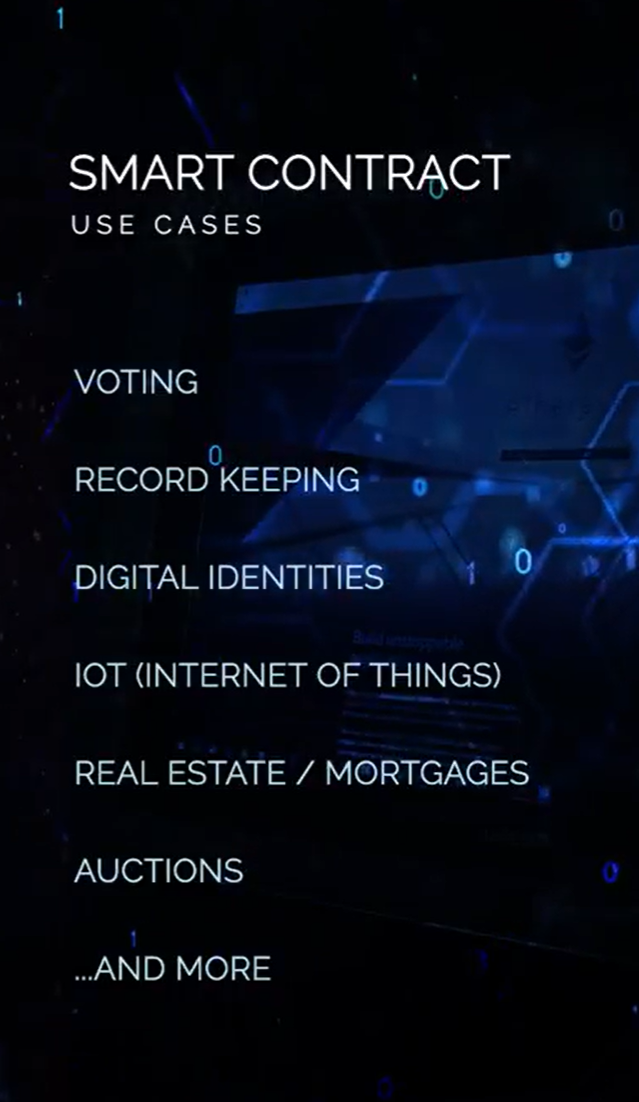 SMART CONTRACT
USE CASES
VOTING
RECORD KEEPING
DIGITAL IDENTITIES
IOT (INTERNET OF THINGS)
REAL ESTATE / MORTGAGES
AUCTIONS
...AND MORE